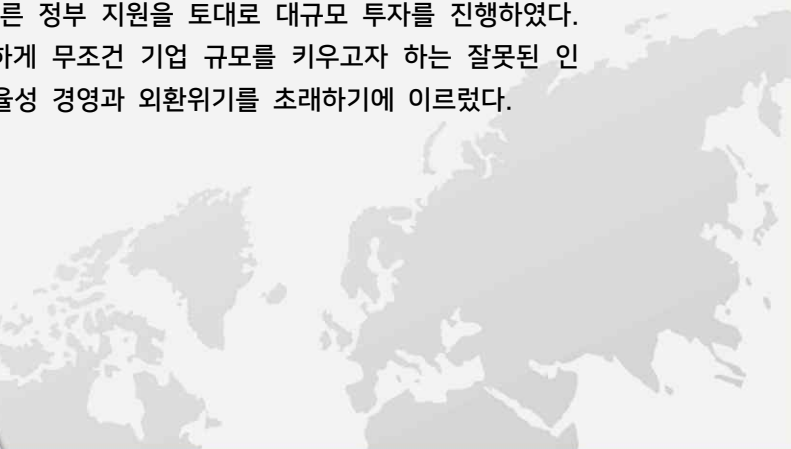 른 정부 지원을 토대로 대규모 투자를 진행하였다.
하게 무조건 기업 규모를 키우고자 하는 잘못된 인
율성 경영과 외환위기를 초래하기에 이르렀다.